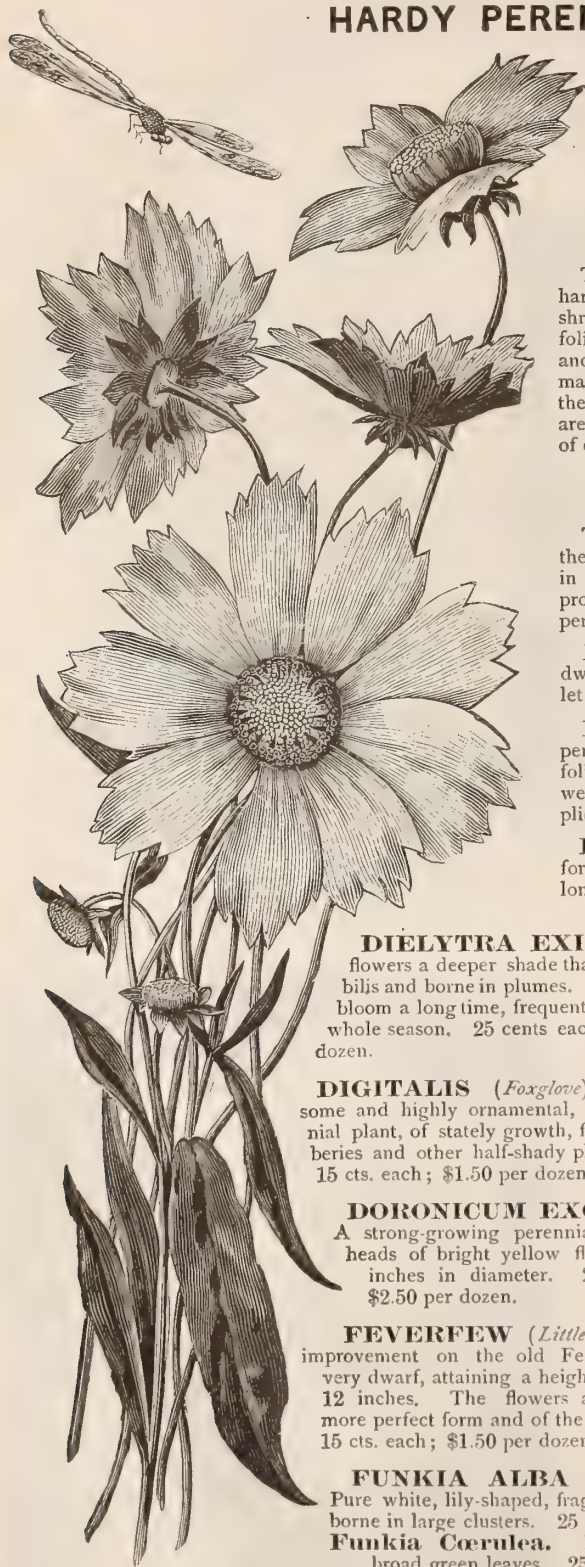 HARDY PEREN
T
har
shr
foli
and
ma
the
are
of
T
the
in
pro
per
dw
let
per
fol
we
pli
for
lon
DIELYTRA EXI
flowers a deeper shade tha
bilis and borne in plumes.
bloom a long time, frequent
whole season. 25 cents eac
dozen.
DIGITALIS (Foxglove)
some and highly ornamental,
nial plant, of stately growth, f
beries and other half-shady p
15 cts. each; $1.50 per dozen
DORONICUM EXC
A strong-growing perennia
heads of bright yellow fl
inches in diameter. 2
$2.50 per dozen.
FEVERFEW (Little
improvement on the old Fe
very dwarf, attaining a heigh
12 inches. The flowers a
more perfect form and of the
15 cts. each; $1.50 per dozen
FUNKIA ALBA
Pure white, lily-shaped, frag
borne in large clusters. 25
Funkia Cœrulea.
broad green leaves. 25